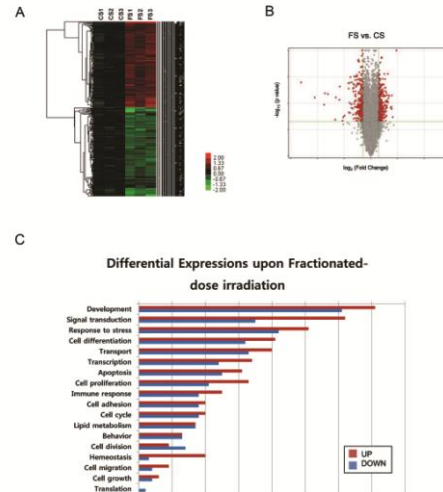 A
CS1 CS2 CS3 FS1 FS2 FS3
2.00
1.33
0.67
0.00
-0.67
-1.33
-2.00
B
FS vs. CS
-log₁₀ (p-value)
log₂ (Fold Change)
C
Differential Expressions upon Fractionated-
dose irradiation
Development
Signal transduction
Response to stress
Cell differentiation
Transport
Transcription
Apoptosis
Cell proliferation
Immune response
Cell adhesion
Cell cycle
Lipid metabolism
Behavior
Cell division
Homeostasis
Cell migration
Cell growth
Translation
UP
DOWN